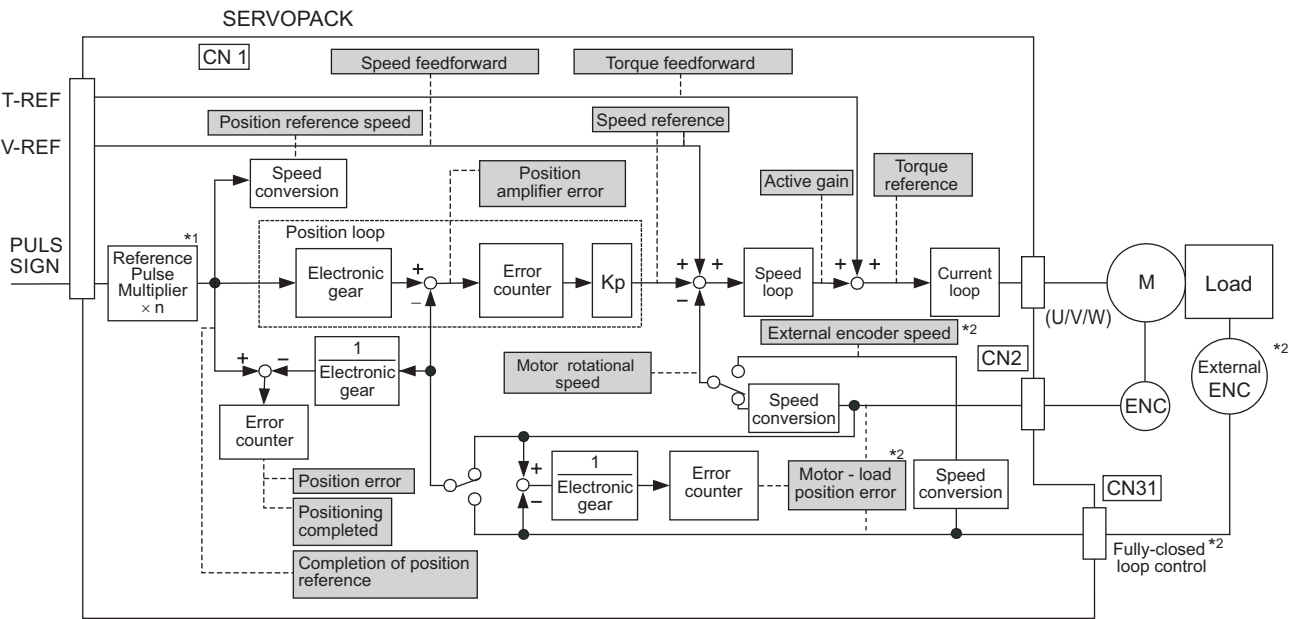 SERVOPACK
CN 1
Speed feedforward
Torque feedforward
T-REF
Position reference speed
Speed reference
V-REF
Speed
conversion
Position
amplifier error
Active gain
Torque
reference
PULS
SIGN
*1
Reference
Pulse
Multiplier
× n
Position loop
Electronic
gear
+
–
Error
counter
Kp
+
+
–
Speed
loop
+
+
Current
loop
(U/V/W)
M
Load
External encoder speed
*2
CN2
*2
External
ENC
+
–
1
Electronic
gear
Motor rotational
speed
Speed
conversion
ENC
Error
counter
Position error
Positioning
completed
Completion of position
reference
+
–
1
Electronic
gear
Error
counter
*2
Motor - load
position error
Speed
conversion
CN31
Fully-closed *2
loop control